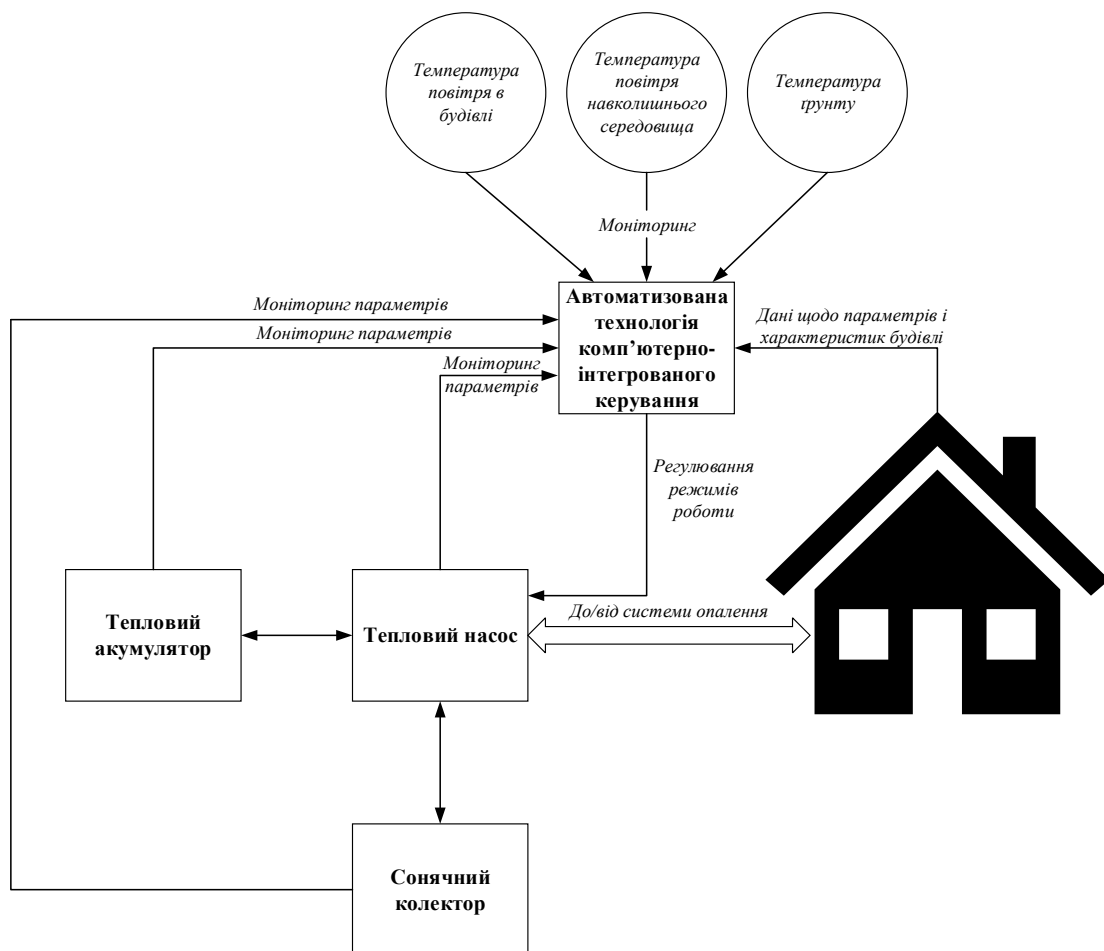 Температура
повітря в
будівлі
Температура
повітря
навколишнього
середовища
Температура
ґрунту
Моніторинг
Моніторинг параметрів
Моніторинг параметрів
Моніторинг
параметрів
Автоматизована
технологія
комп’ютерно-
інтегрованого
керування
Дані щодо параметрів і
характеристик будівлі
Регулювання
режимів
роботи
Тепловий
акумулятор
Тепловий насос
До/від системи опалення
Сонячний
колектор